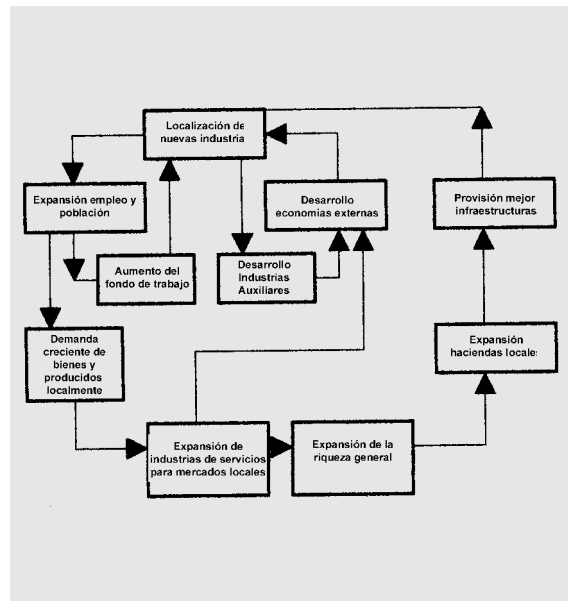 Localización de
nuevas industria
Expansión empleo y
población
Desarrollo
economías externas
Provisión mejor
infraestructuras
Aumento del
fondo de trabajo
Desarrollo
Industrias
Auxiliares
Demanda
creciente de
bienes y
producidos
localmente
Expansión
haciendas locales
Expansión de
industrias de servicios
para mercados locales
Expansión de la
riqueza general